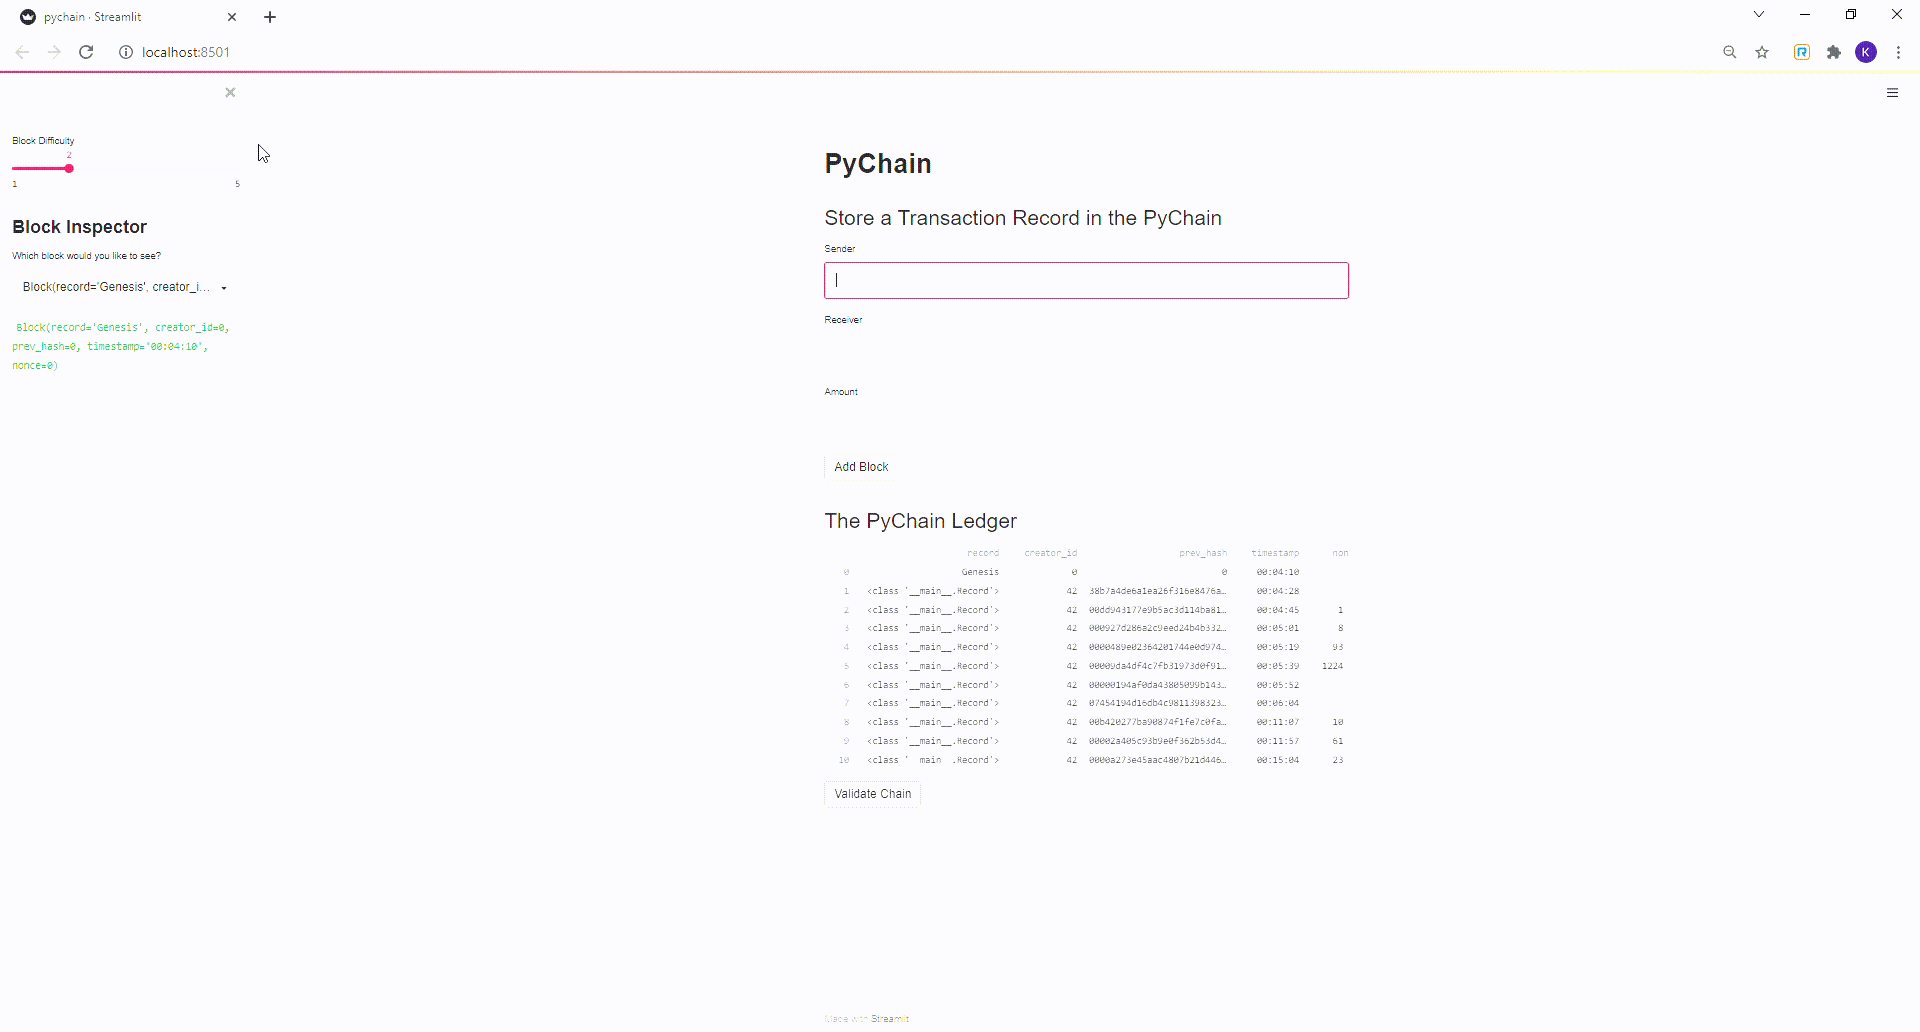 pychain · Streamlit
localhost:8501
K
Block Difficulty
2
1 5
Block Inspector
Which block would you like to see?
Block(record='Genesis', creator_i...
Block(record='Genesis', creator_id=0,
prev_hash=0, timestamp='00:04:10',
nonce=0)
PyChain
Store a Transaction Record in the PyChain
Sender
Receiver
Amount
Add Block
The PyChain Ledger
record creator_id prev_hash timestamp non
0 Genesis 0 0 00:04:10
1 <class '__main__.Record'> 42 38b7a4de6a1ea26f316e8476a… 00:04:28
2 <class '__main__.Record'> 42 00dd943177e9b5ac3d114ba81… 00:04:45 1
3 <class '__main__.Record'> 42 000927d286a2c9eed24b4b332… 00:05:01 8
4 <class '__main__.Record'> 42 0000489e02364201744e0d974… 00:05:19 93
5 <class '__main__.Record'> 42 00009da4df4c7fb31973d0f91… 00:05:39 1224
6 <class '__main__.Record'> 42 00000194af0da43805099b143… 00:05:52
7 <class '__main__.Record'> 42 07454194d16db4c9811398323… 00:06:04
8 <class '__main__.Record'> 42 00b420277ba90874f1fe7c0fa… 00:11:07 10
9 <class '__main__.Record'> 42 00002a405c93b9e0f362b53d4… 00:11:57 61
10 <class '__main__.Record'> 42 0000a273e45aac4807b21d446… 00:15:04 23
Validate Chain
Made with Streamlit